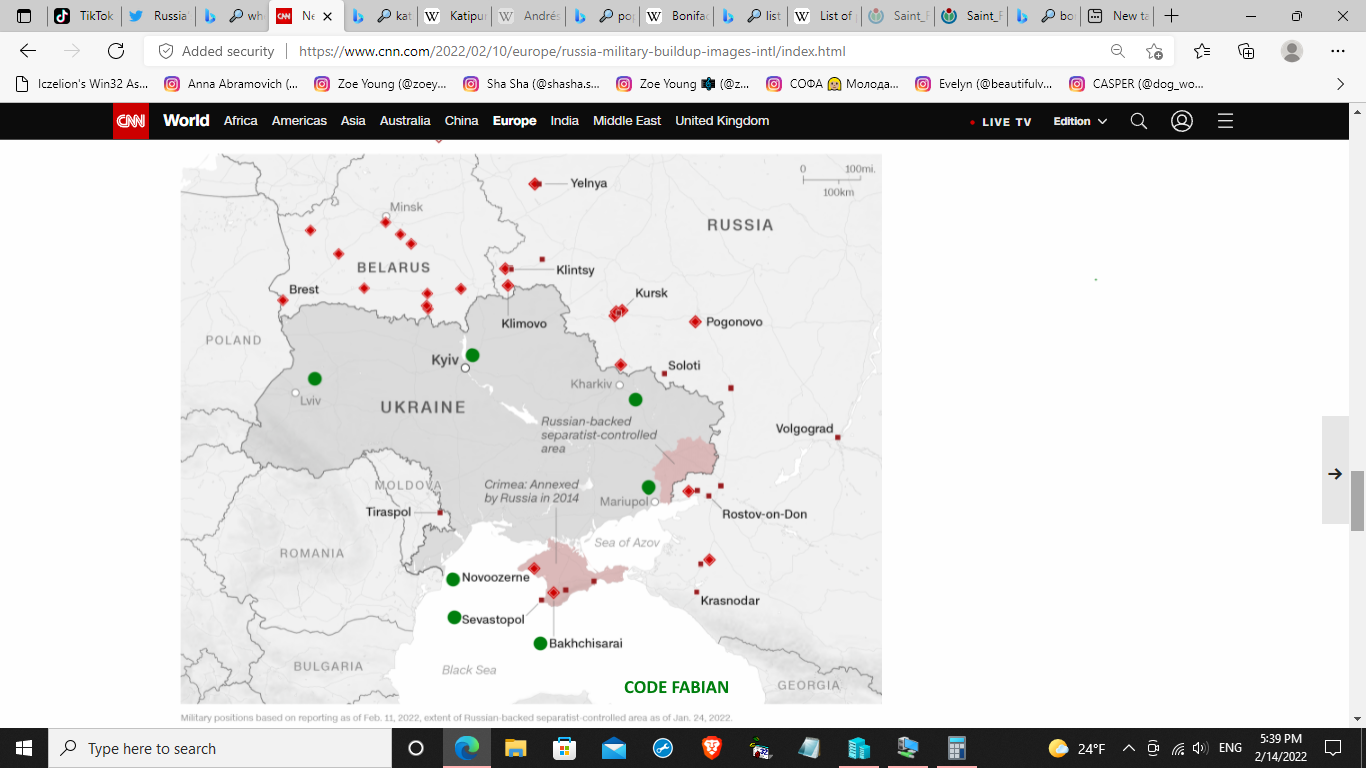 TikTok
Russia'
wh
Ne
kat
Katipu
Andrés
pop
Bonifac
list
List of
Saint_F
Saint_F
bo
New ta
Added security
https://www.cnn.com/2022/02/10/europe/russia-military-buildup-images-intl/index.html
Iczelion's Win32 As...
Anna Abramovich (...
Zoe Young (@zoey...
Sha Sha (@shasha.s...
Zoe Young (@z...
СОФА Молода...
Evelyn (@beautifulv...
CASPER (@dog_wo...
CNN World Africa Americas Asia Australia China Europe India Middle East United Kingdom LIVE TV Edition
0 100mi.
100km
Yelnya
Minsk
RUSSIA
BELARUS
Klintsy
Brest
Kursk
Klimovo
Pogonovo
POLAND
Kyiv
Soloti
Kharkiv
Lviv
UKRAINE
Russian-backed
separatist-controlled
area
Volgograd
MOLDOVA
Crimea: Annexed
by Russia in 2014
Mariupol
Tiraspol
Rostov-on-Don
ROMANIA
Sea of Azov
Novoozerne
Krasnodar
Sevastopol
Bakhchisarai
BULGARIA
Black Sea
CODE FABIAN
GEORGIA
Military positions based on reporting as of Feb. 11, 2022, extent of Russian-backed separatist-controlled area as of Jan. 24, 2022.
Type here to search
24°F
ENG
5:39 PM
2/14/2022